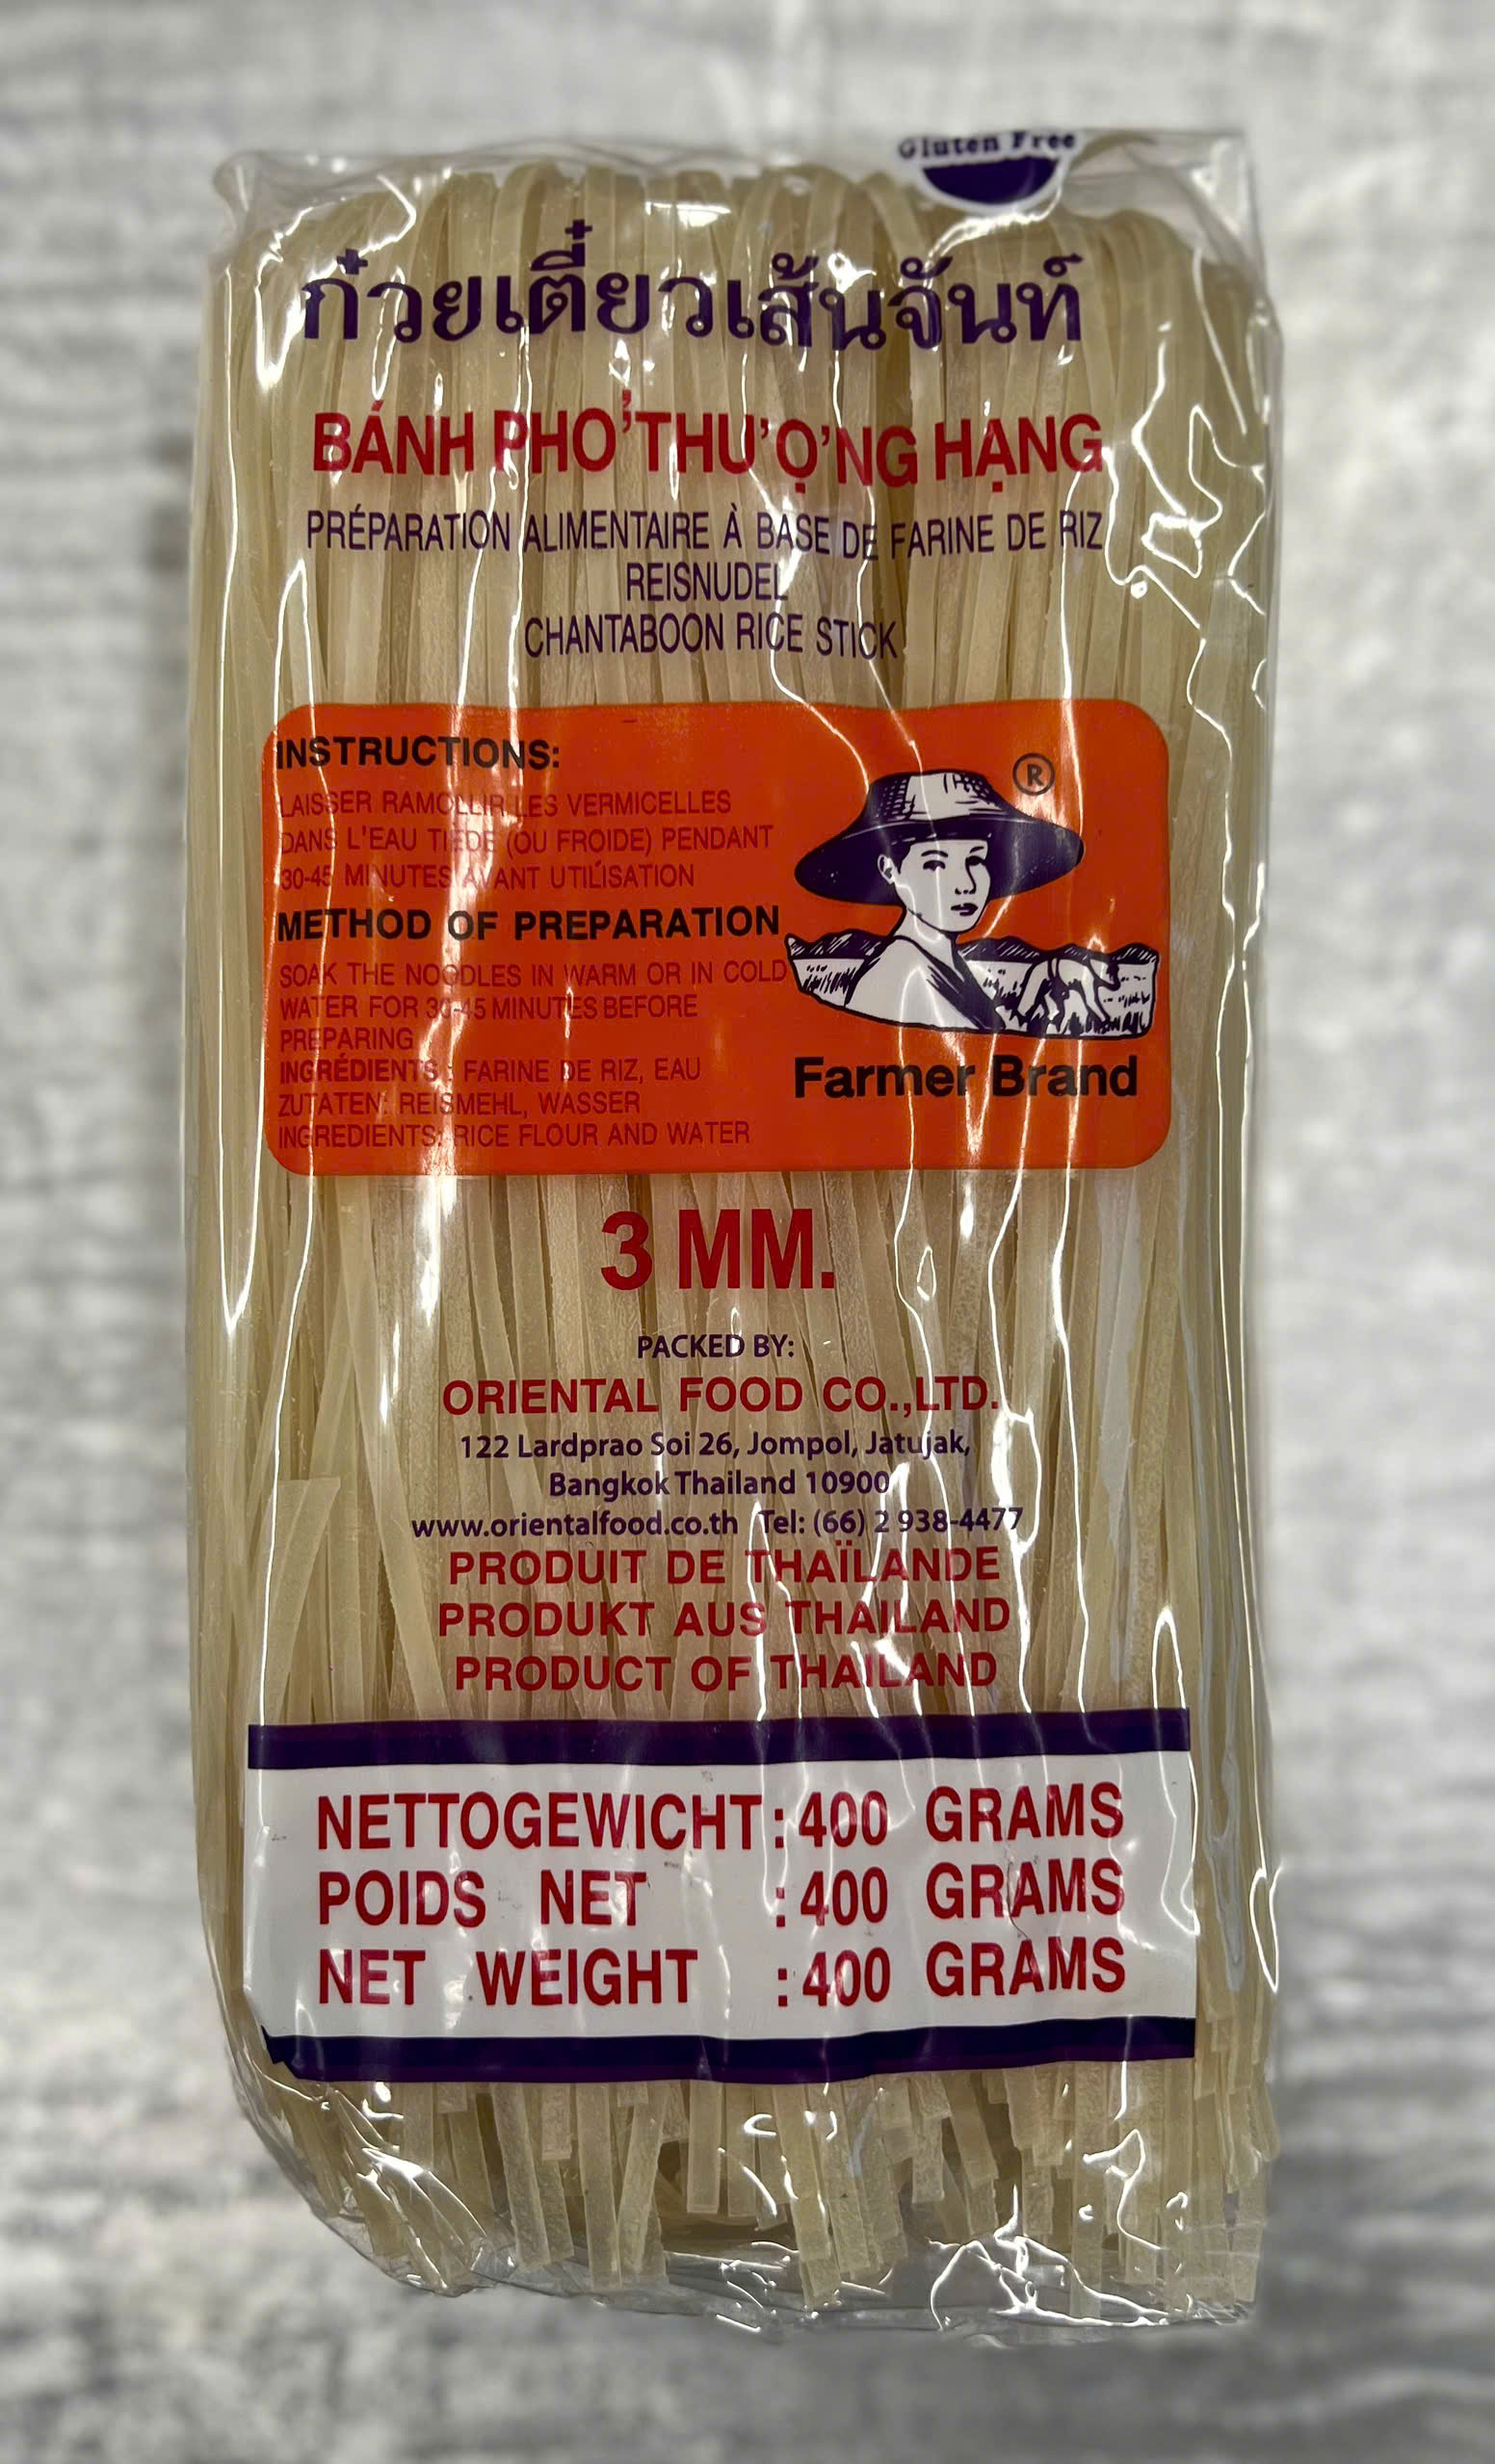 Gluten Free
ก๋วยเตี๋ยวเส้นจันท์
BÁNH PHO'̉ THU'Ọ'NG HẠNG
PRÉPARATION ALIMENTAIRE À BASE DE FARINE DE RIZ
REISNUDEL
CHANTABOON RICE STICK
INSTRUCTIONS:
LAISSER RAMOLLIR LES VERMICELLES
DANS L'EAU TIEDE (OU FROIDE) PENDANT
30-45 MINUTES AVANT UTILÍSATION
METHOD OF PREPARATION
SOAK THE NOODLES IN WARM OR IN COLD
WATER FOR 30-45 MINUTES BEFORE
PREPARING
INGRÉDIENTS : FARINE DE RIZ, EAU
ZUTATEN: REISMEHL, WASSER
INGREDIENTS: RICE FLOUR AND WATER
®
Farmer Brand
3 MM.
PACKED BY:
ORIENTAL FOOD CO.,LTD.
122 Lardprao Soi 26, Jompol, Jatujak,
Bangkok Thailand 10900
www.orientalfood.co.th Tel: (66) 2 938-4477
PRODUIT DE THAÏLANDE
PRODUKT AUS THAILAND
PRODUCT OF THAILAND
NETTOGEWICHT : 400 GRAMS
POIDS NET : 400 GRAMS
NET WEIGHT : 400 GRAMS